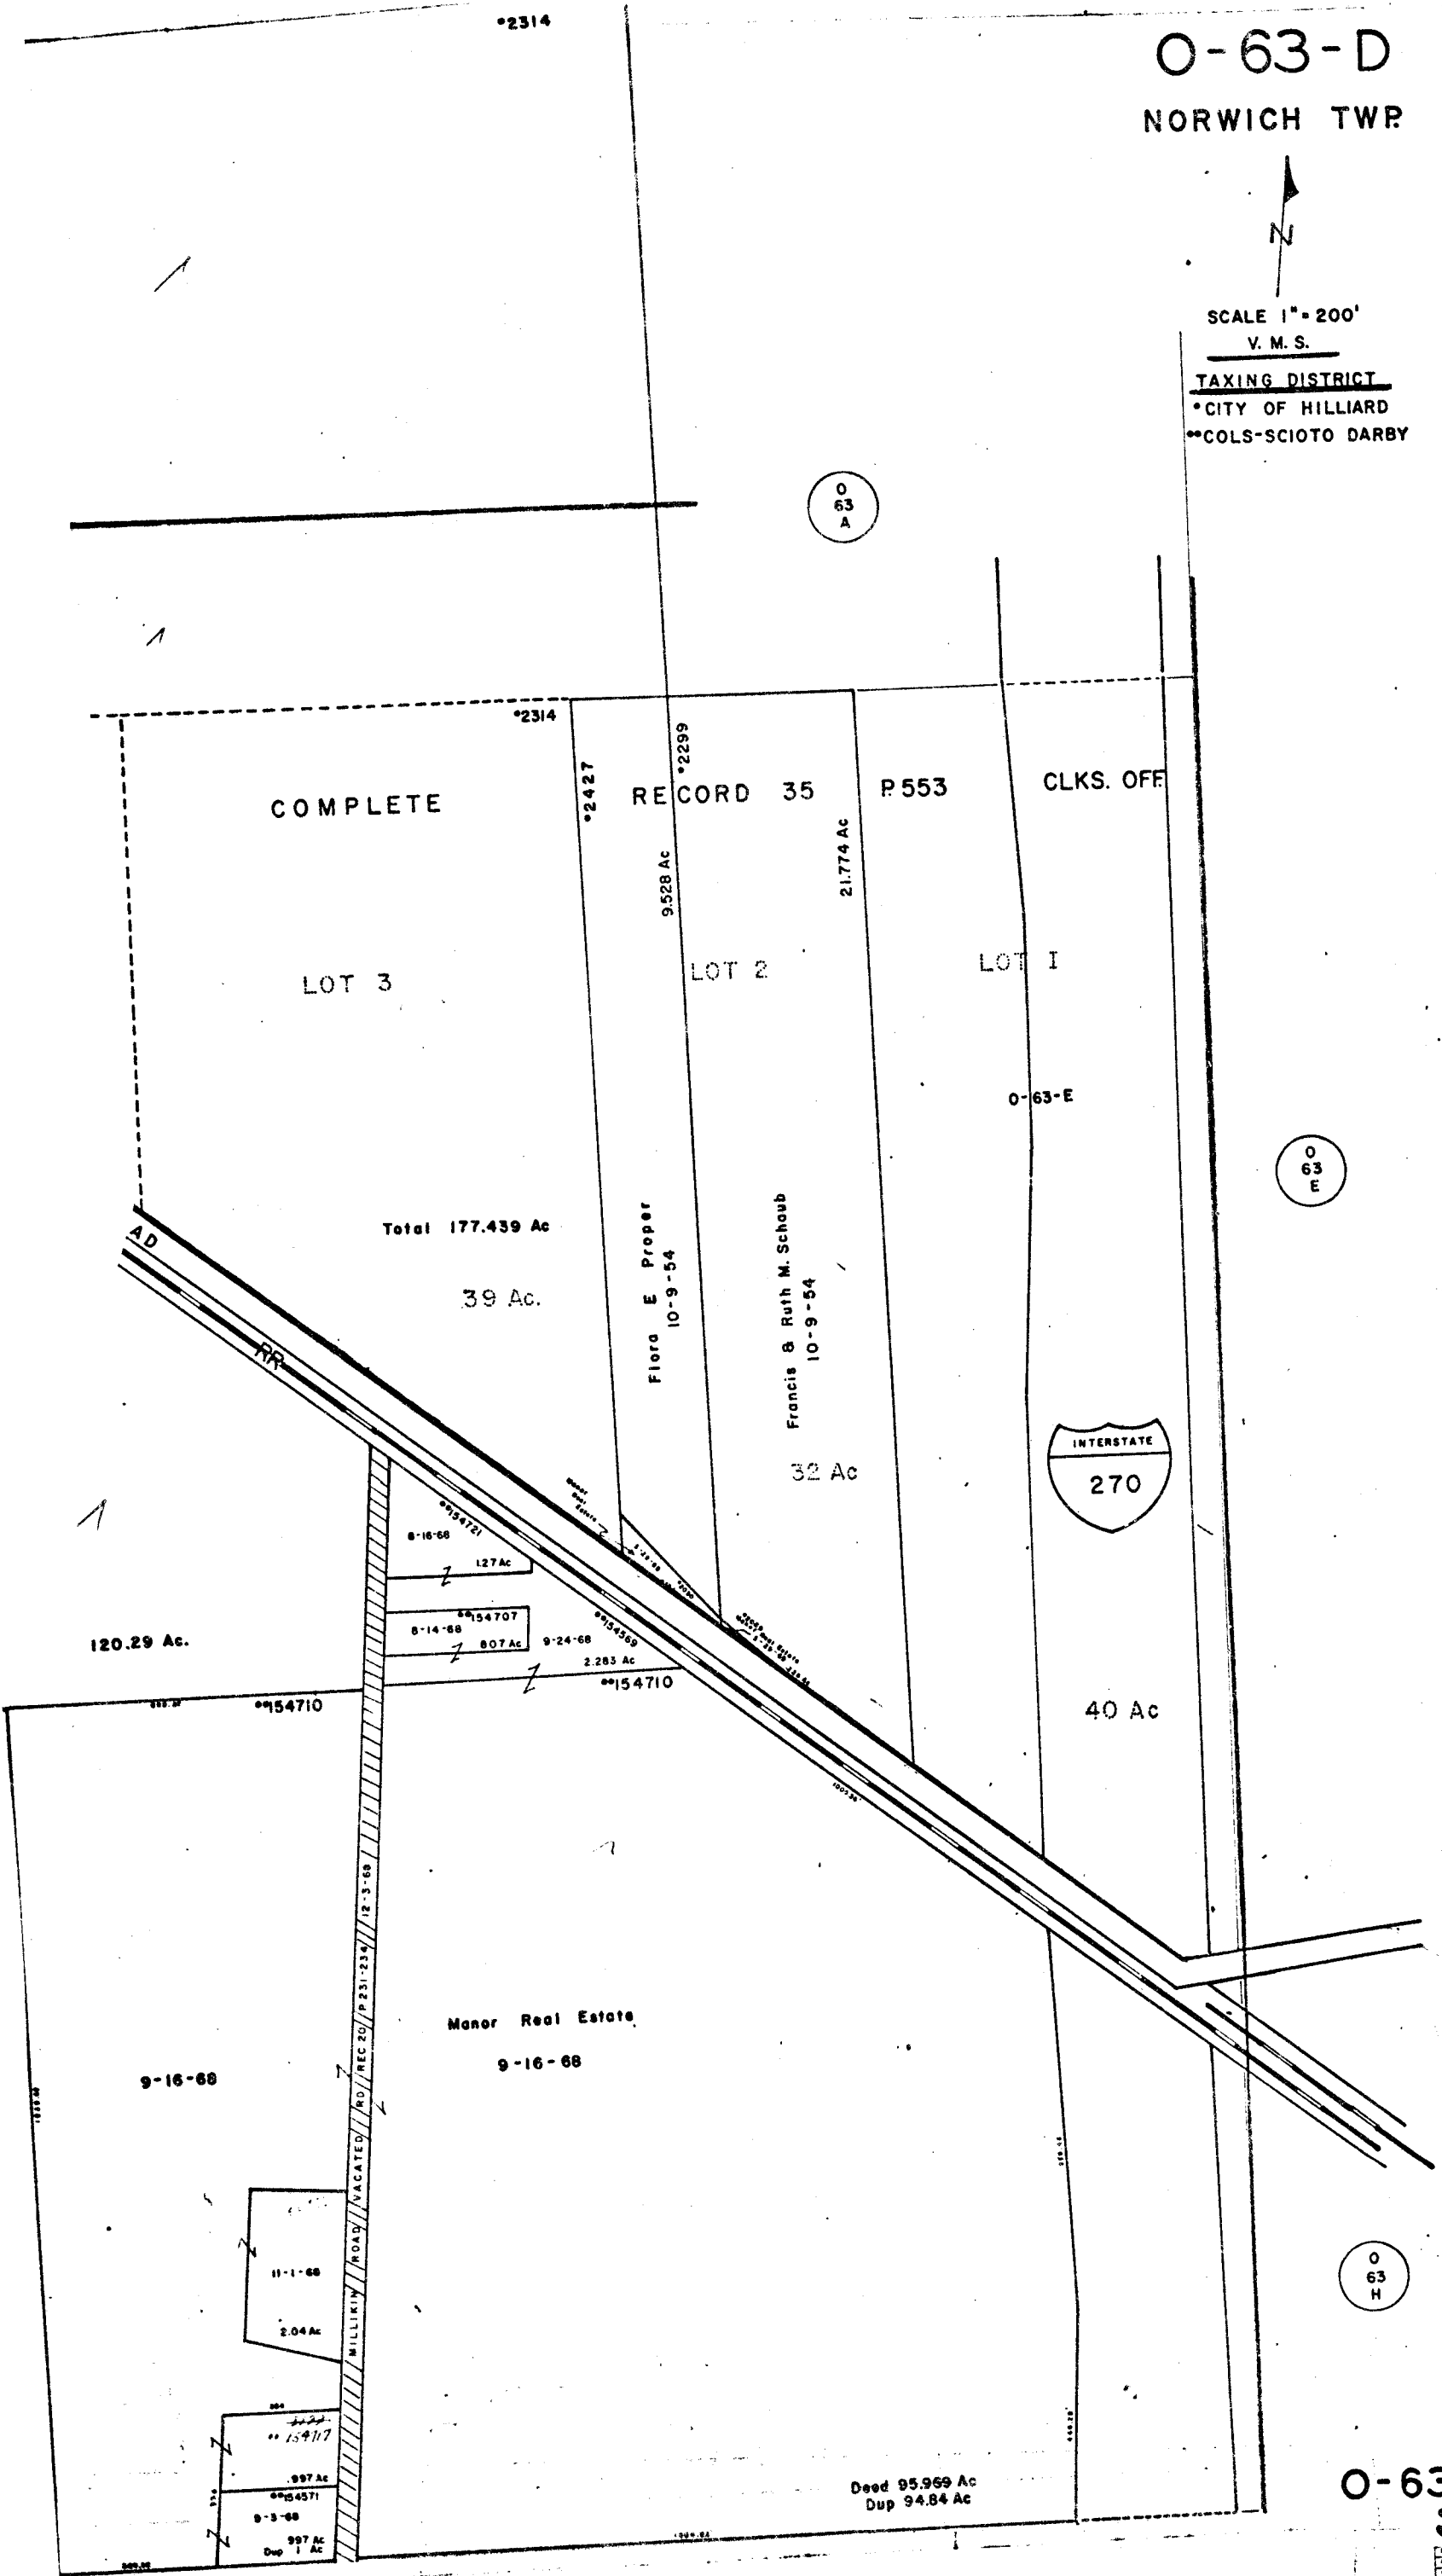 •2314
O-63-D
NORWICH TWP.
N
SCALE 1"=200'
V. M. S.
TAXING DISTRICT
•CITY OF HILLIARD
••COLS-SCIOTO DARBY
O
63
A
•2314
•2427
•2299
COMPLETE RECORD 35 P. 553 CLKS. OFF.
9.528 Ac
21.774 Ac
LOT 3
LOT 2
LOT I
O-63-E
O
63
E
Total 177.439 Ac
39 Ac.
Flora E Proper
10-9-54
Francis & Ruth M. Schaub
10-9-54
32 Ac
INTERSTATE
270
AD
RR
Manor
Real
Estate
••154721
8-16-68
1.27 Ac
••154707
8-14-68
.807 Ac
••154569
9-24-68
2.283 Ac
••154710
120.29 Ac.
••154710
40 Ac
1005.36'
MILLIKIN ROAD VACATED RD REC 20 P 231-234 12-3-68
Manor Real Estate
9-16-68
9-16-68
11-1-68
2.04 Ac
O
63
H
••154717
.997 Ac
••154571
9-3-68
.997 Ac
Dup 1 Ac
Deed 95.969 Ac
Dup 94.84 Ac
O-63